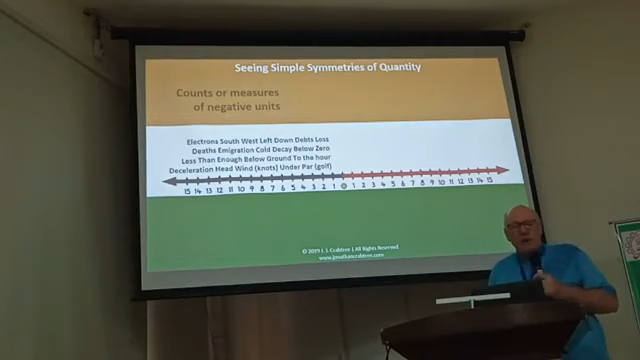 Seeing Simple Symmetries of Quantity
Counts or measures
of negative units
Electrons South West Left Down Debts Loss
Deaths Emigration Cold Decay Below Zero
Less Than Enough Below Ground To the hour
Deceleration Head Wind (knots) Under Par (golf)
15 14 13 12 11 10 9 8 7 6 5 4 3 2 1 0 1 2 3 4 5 6 7 8 9 10 11 12 13 14 15
© 2019 J. J. Crabtree | All Rights Reserved
www.jonathancrabtree.com